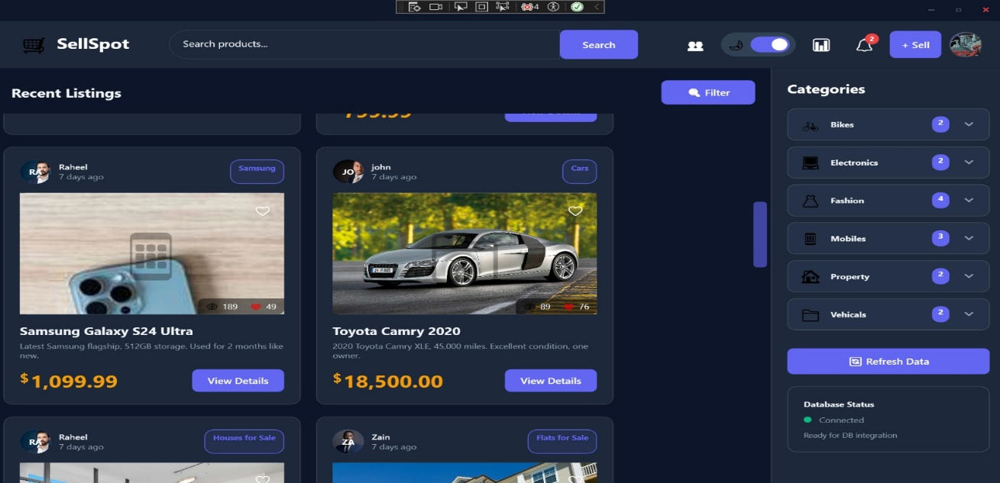 4
SellSpot
Search products...
Search
2
+ Sell
Recent Listings
Filter
Categories
799.99
Bikes
2
Electronics
2
Fashion
4
Mobiles
3
Property
2
Vehicals
2
Refresh Data
Database Status
Connected
Ready for DB integration
RA
Raheel
7 days ago
Samsung
189
49
Samsung Galaxy S24 Ultra
Latest Samsung flagship, 512GB storage. Used for 2 months like
new.
$1,099.99
View Details
JO
john
7 days ago
Cars
89
76
Toyota Camry 2020
2020 Toyota Camry XLE, 45,000 miles. Excellent condition, one
owner.
$18,500.00
View Details
RA
Raheel
7 days ago
Houses for Sale
ZA
Zain
7 days ago
Flats for Sale